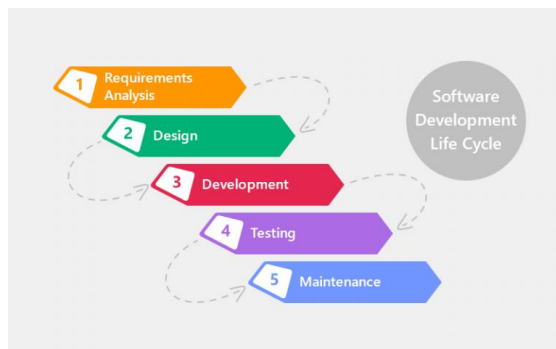 1
Requirements
Analysis
2
Design
3
Development
4
Testing
5
Maintenance
Software
Development
Life Cycle